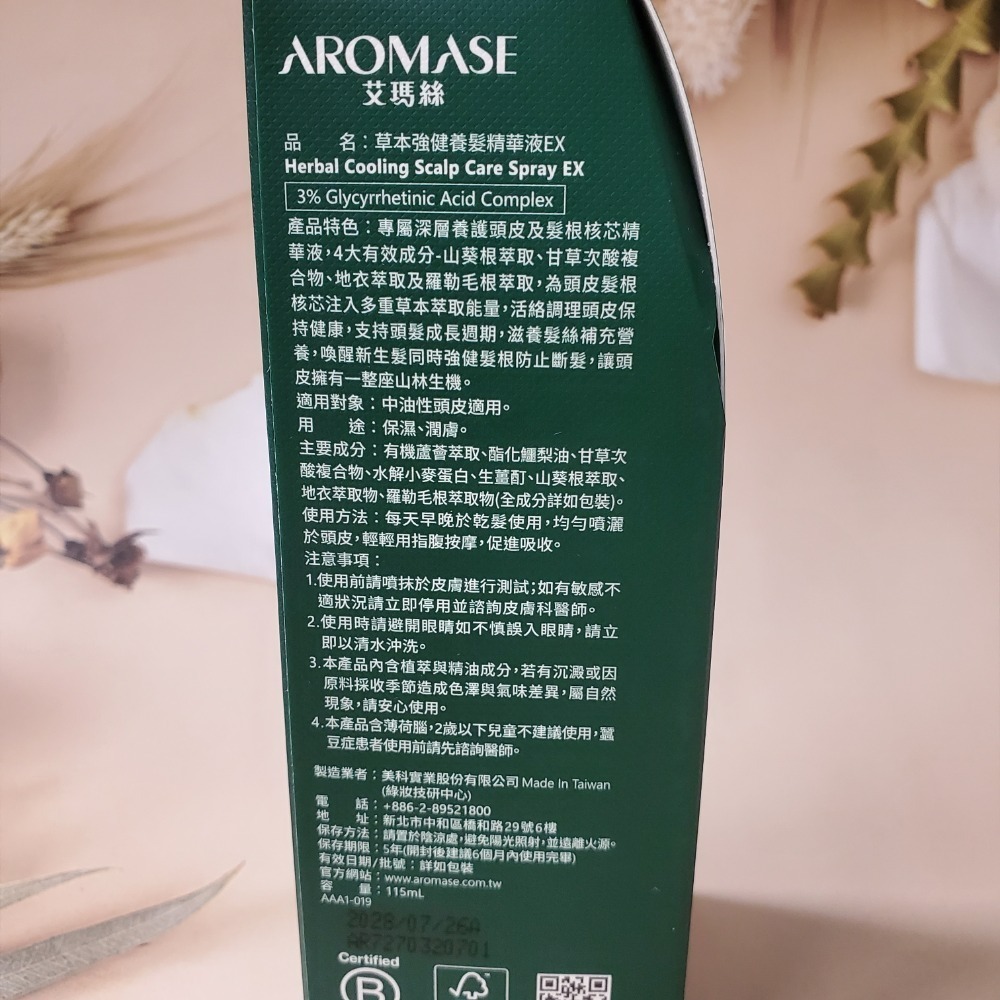 AROMASE
艾瑪絲
品 名：草本強健養髮精華液EX
Herbal Cooling Scalp Care Spray EX
3% Glycyrrhetinic Acid Complex
產品特色：專屬深層養護頭皮及髮根核芯精
華液，4大有效成分-山葵根萃取、甘草次酸複
合物、地衣萃取及羅勒毛根萃取，為頭皮髮根
核芯注入多重草本萃取能量，活絡調理頭皮保
持健康，支持頭髮成長週期，滋養髮絲補充營
養，喚醒新生髮同時強健髮根防止斷髮，讓頭
皮擁有一整座山林生機。
適用對象：中油性頭皮適用。
用 途：保濕、潤膚。
主要成分：有機蘆薈萃取、酯化鱷梨油、甘草次
酸複合物、水解小麥蛋白、生薑酊、山葵根萃取、
地衣萃取物、羅勒毛根萃取物(全成分詳如包裝)。
使用方法：每天早晚於乾髮使用，均勻噴灑
於頭皮，輕輕用指腹按摩，促進吸收。
注意事項：
1.使用前請噴抹於皮膚進行測試；如有敏感不
適狀況請立即停用並諮詢皮膚科醫師。
2.使用時請避開眼睛如不慎誤入眼睛，請立
即以清水沖洗。
3.本產品內含植萃與精油成分，若有沉澱或因
原料採收季節造成色澤與氣味差異，屬自然
現象，請安心使用。
4.本產品含薄荷腦，2歲以下兒童不建議使用，蠶
豆症患者使用前請先諮詢醫師。
製造業者：美科實業股份有限公司 Made In Taiwan
(綠妝技研中心)
電 話：+886-2-89521800
地 址：新北市中和區橋和路29號6樓
保存方法：請置於陰涼處，避免陽光照射，並遠離火源。
保存期限：5年(開封後建議6個月內使用完畢)
有效日期/批號：詳如包裝
官方網站：www.aromase.com.tw
容 量：115mL
AAA1-019
2028/07/26A
AR7270320701
Certified
B